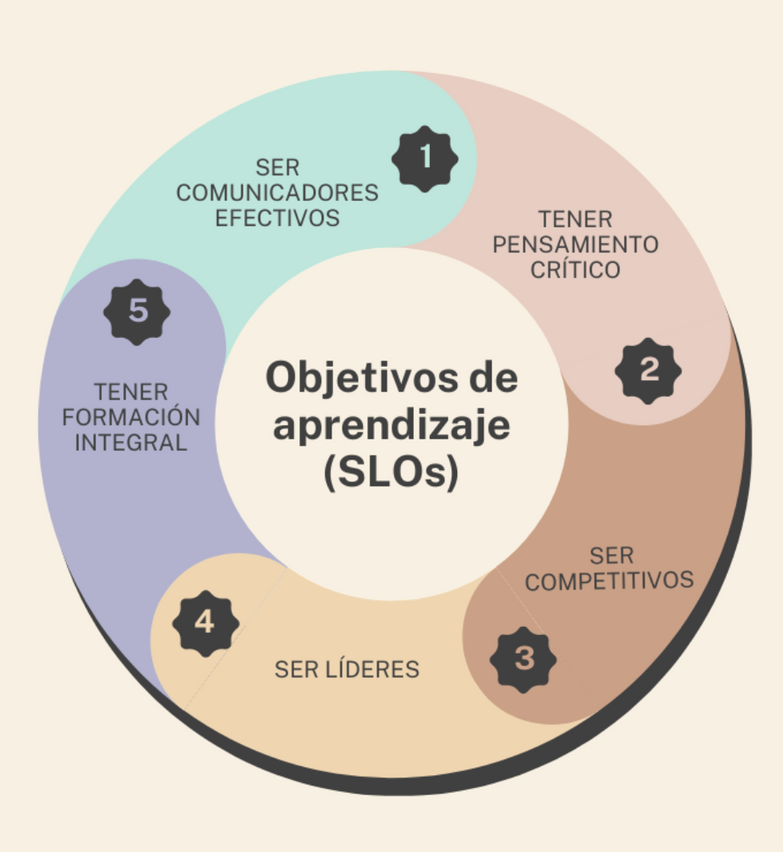 Objetivos de
aprendizaje
(SLOs)
1
SER
COMUNICADORES
EFECTIVOS
2
TENER
PENSAMIENTO
CRÍTICO
3
SER
COMPETITIVOS
4
SER LÍDERES
5
TENER
FORMACIÓN
INTEGRAL